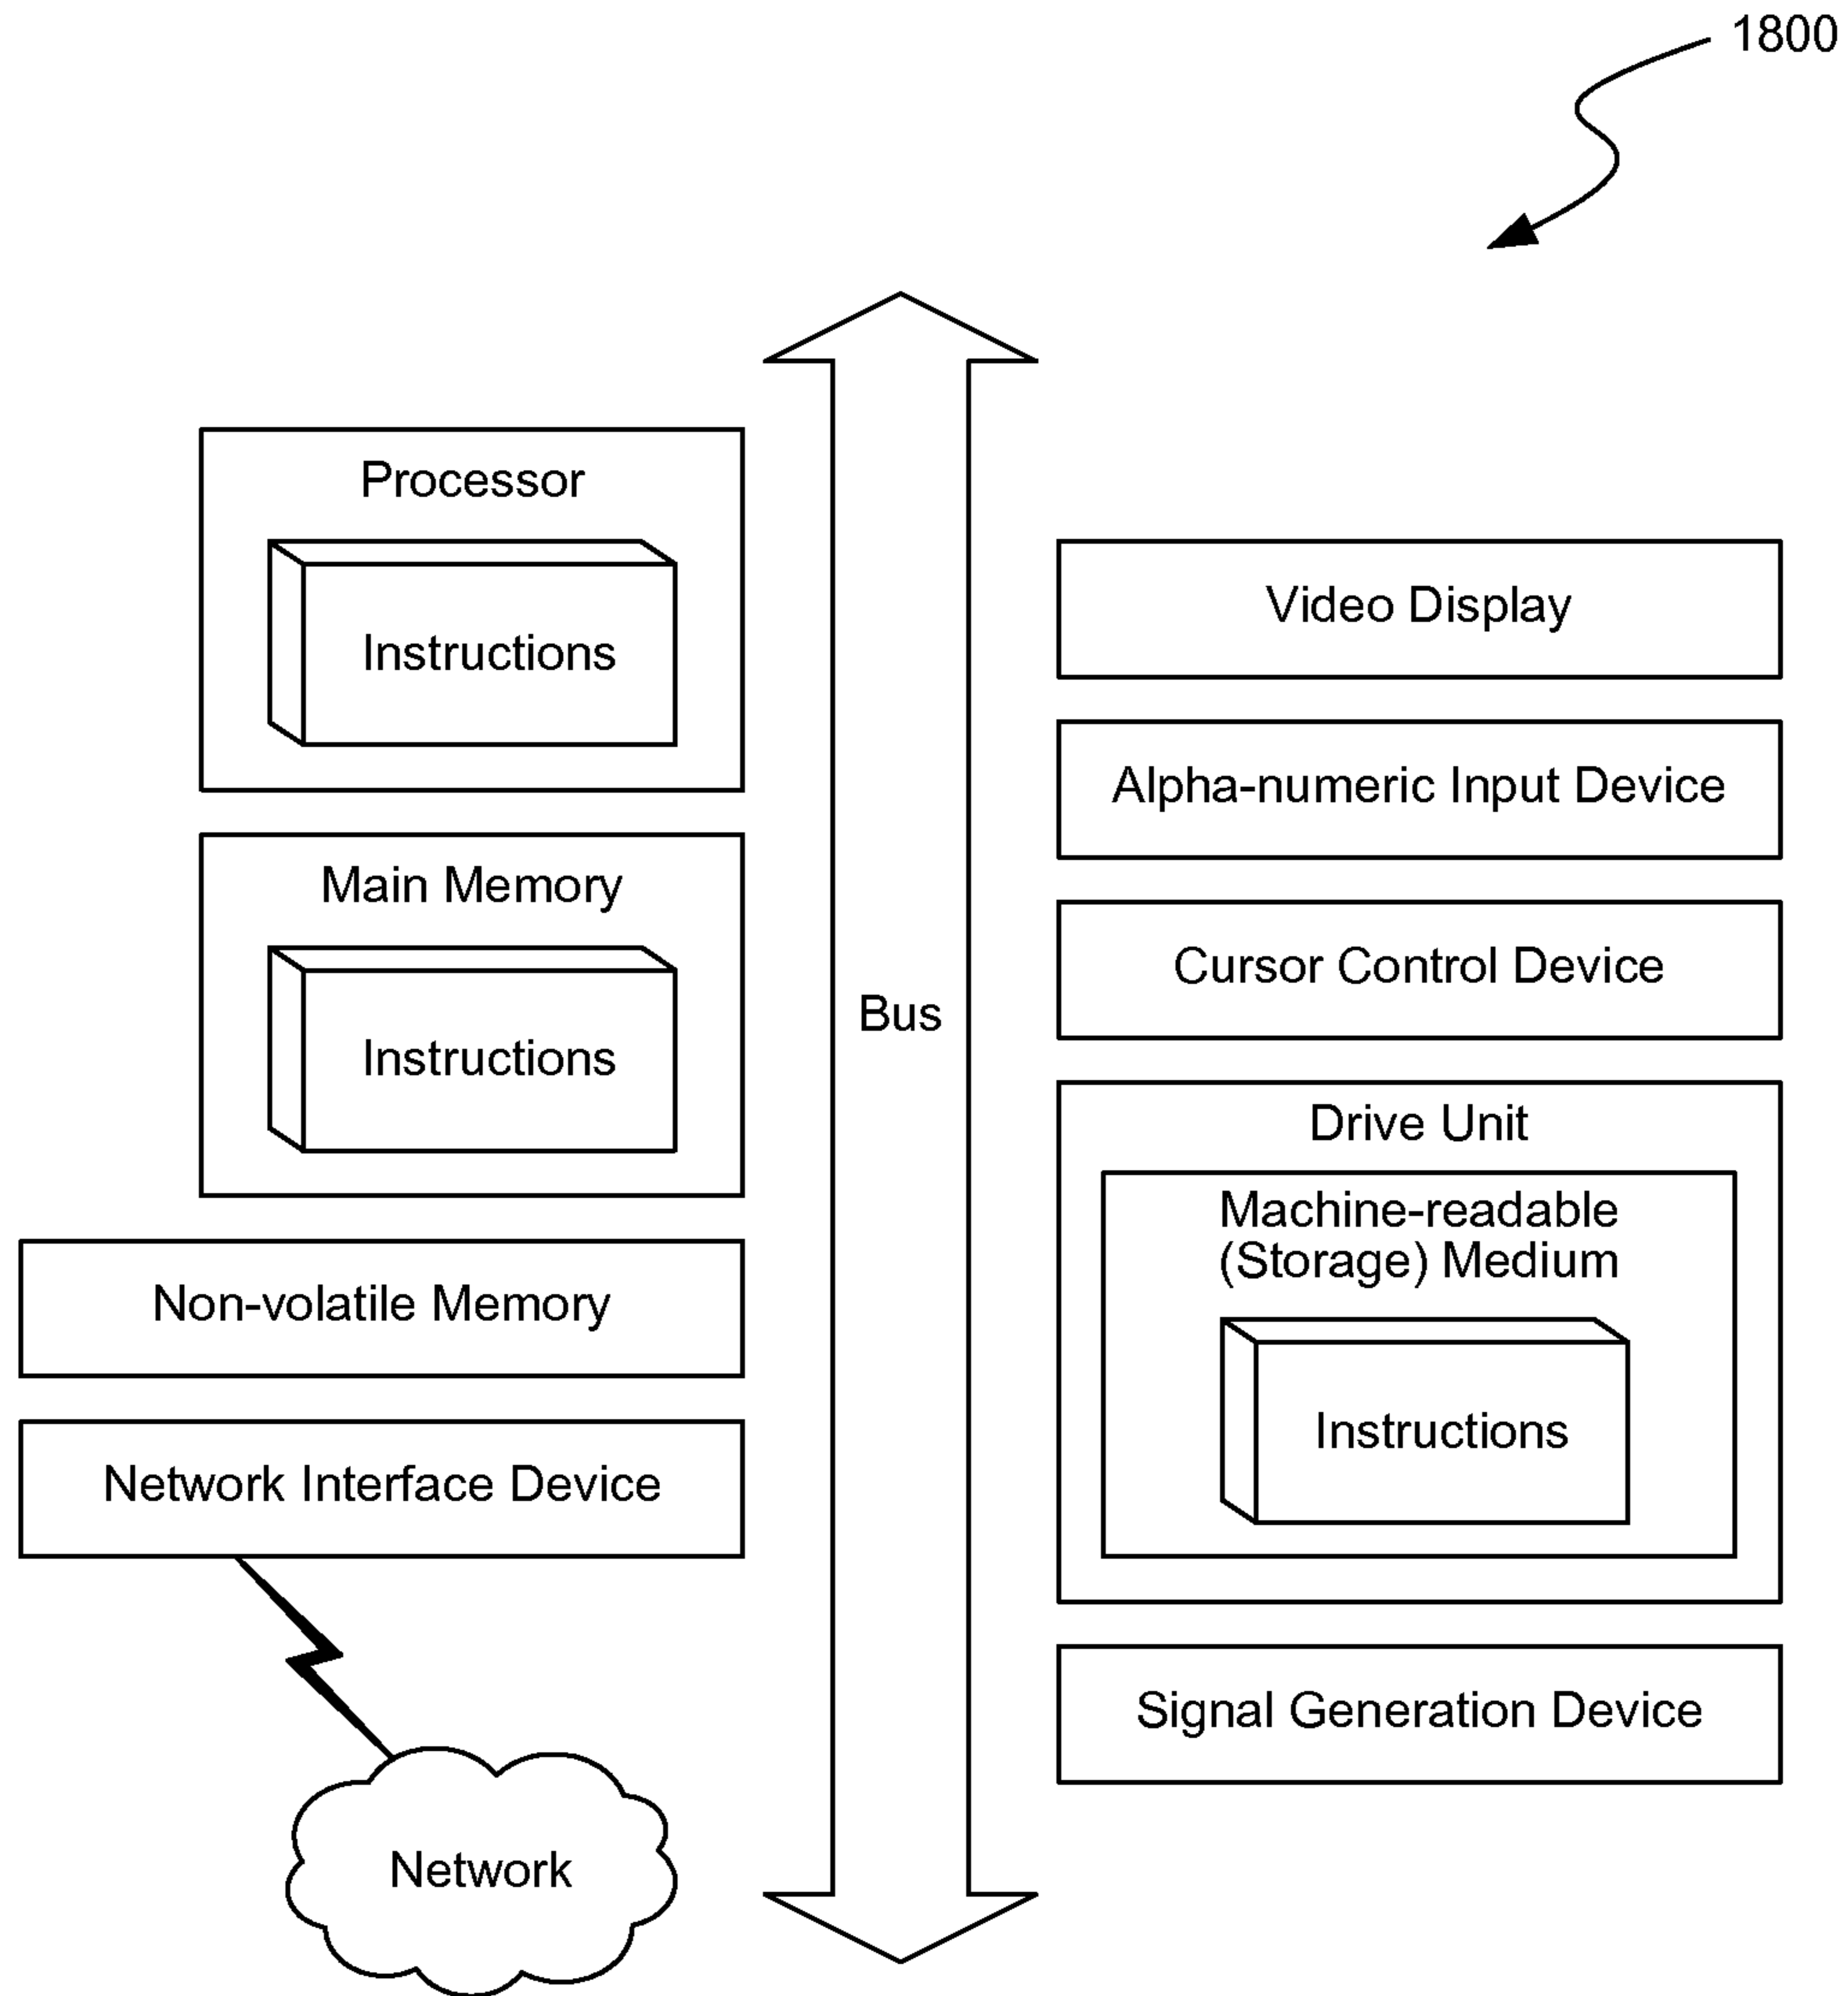 1800
Processor
Instructions
Main Memory
Instructions
Non-volatile Memory
Network Interface Device
Network
Bus
Video Display
Alpha-numeric Input Device
Cursor Control Device
Drive Unit
Machine-readable
(Storage) Medium
Instructions
Signal Generation Device